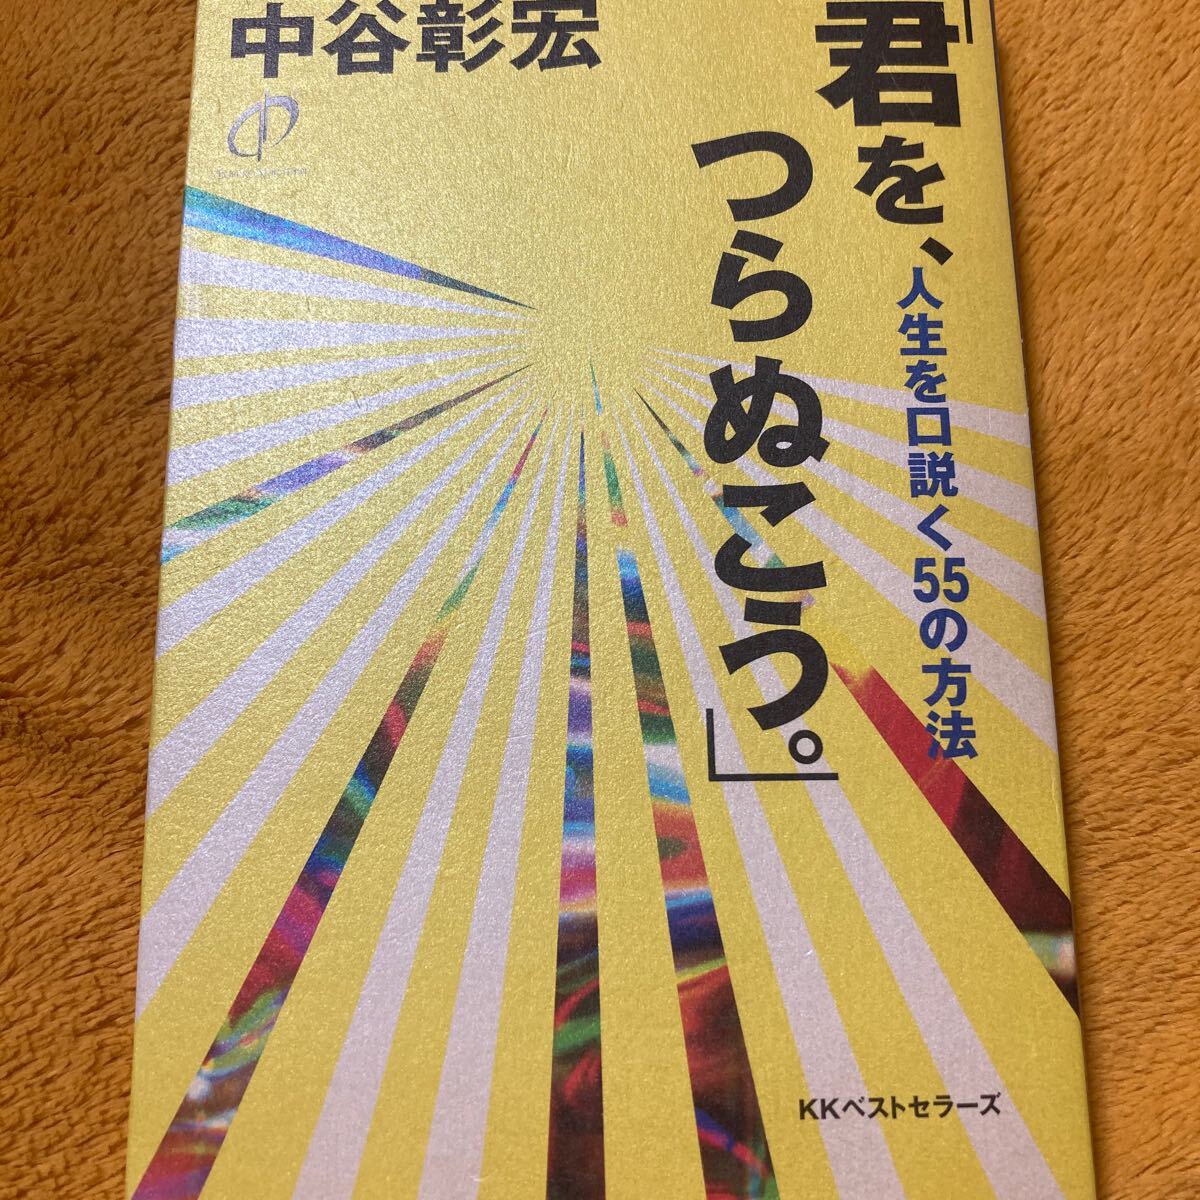 中谷彰宏
「君を、
つらぬこう。」
人生を口説く55の方法
KKベストセラーズ